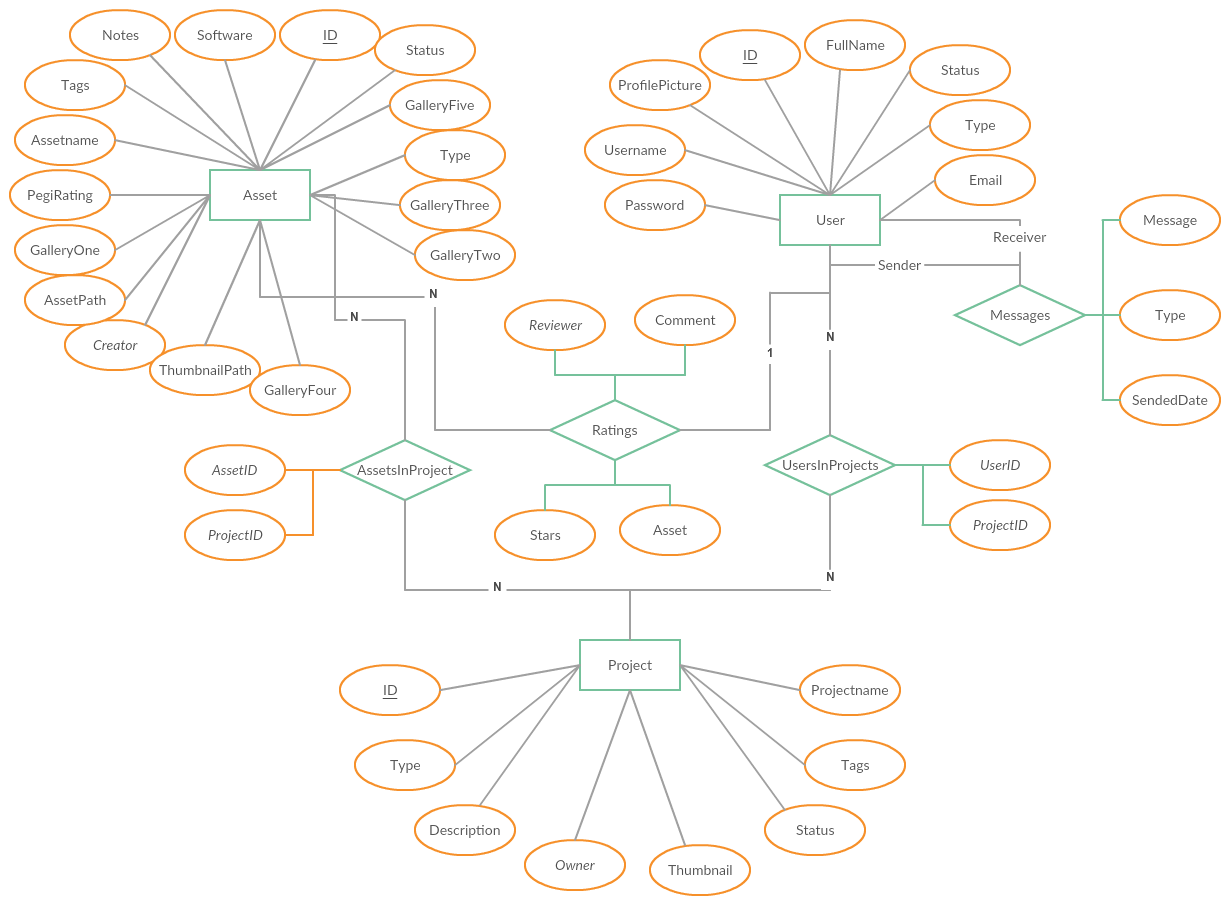 Notes
Software
ID
Status
Tags
GalleryFive
Assetname
Type
PegiRating
Asset
GalleryThree
GalleryOne
GalleryTwo
AssetPath
Creator
ThumbnailPath
GalleryFour
ID
FullName
ProfilePicture
Status
Username
Type
Password
Email
User
Receiver
Sender
Message
Messages
Type
SendedDate
N
N
N
1
Reviewer
Comment
Ratings
Stars
Asset
AssetID
AssetsInProject
ProjectID
UsersInProjects
UserID
ProjectID
N
N
Project
ID
Projectname
Type
Tags
Description
Status
Owner
Thumbnail